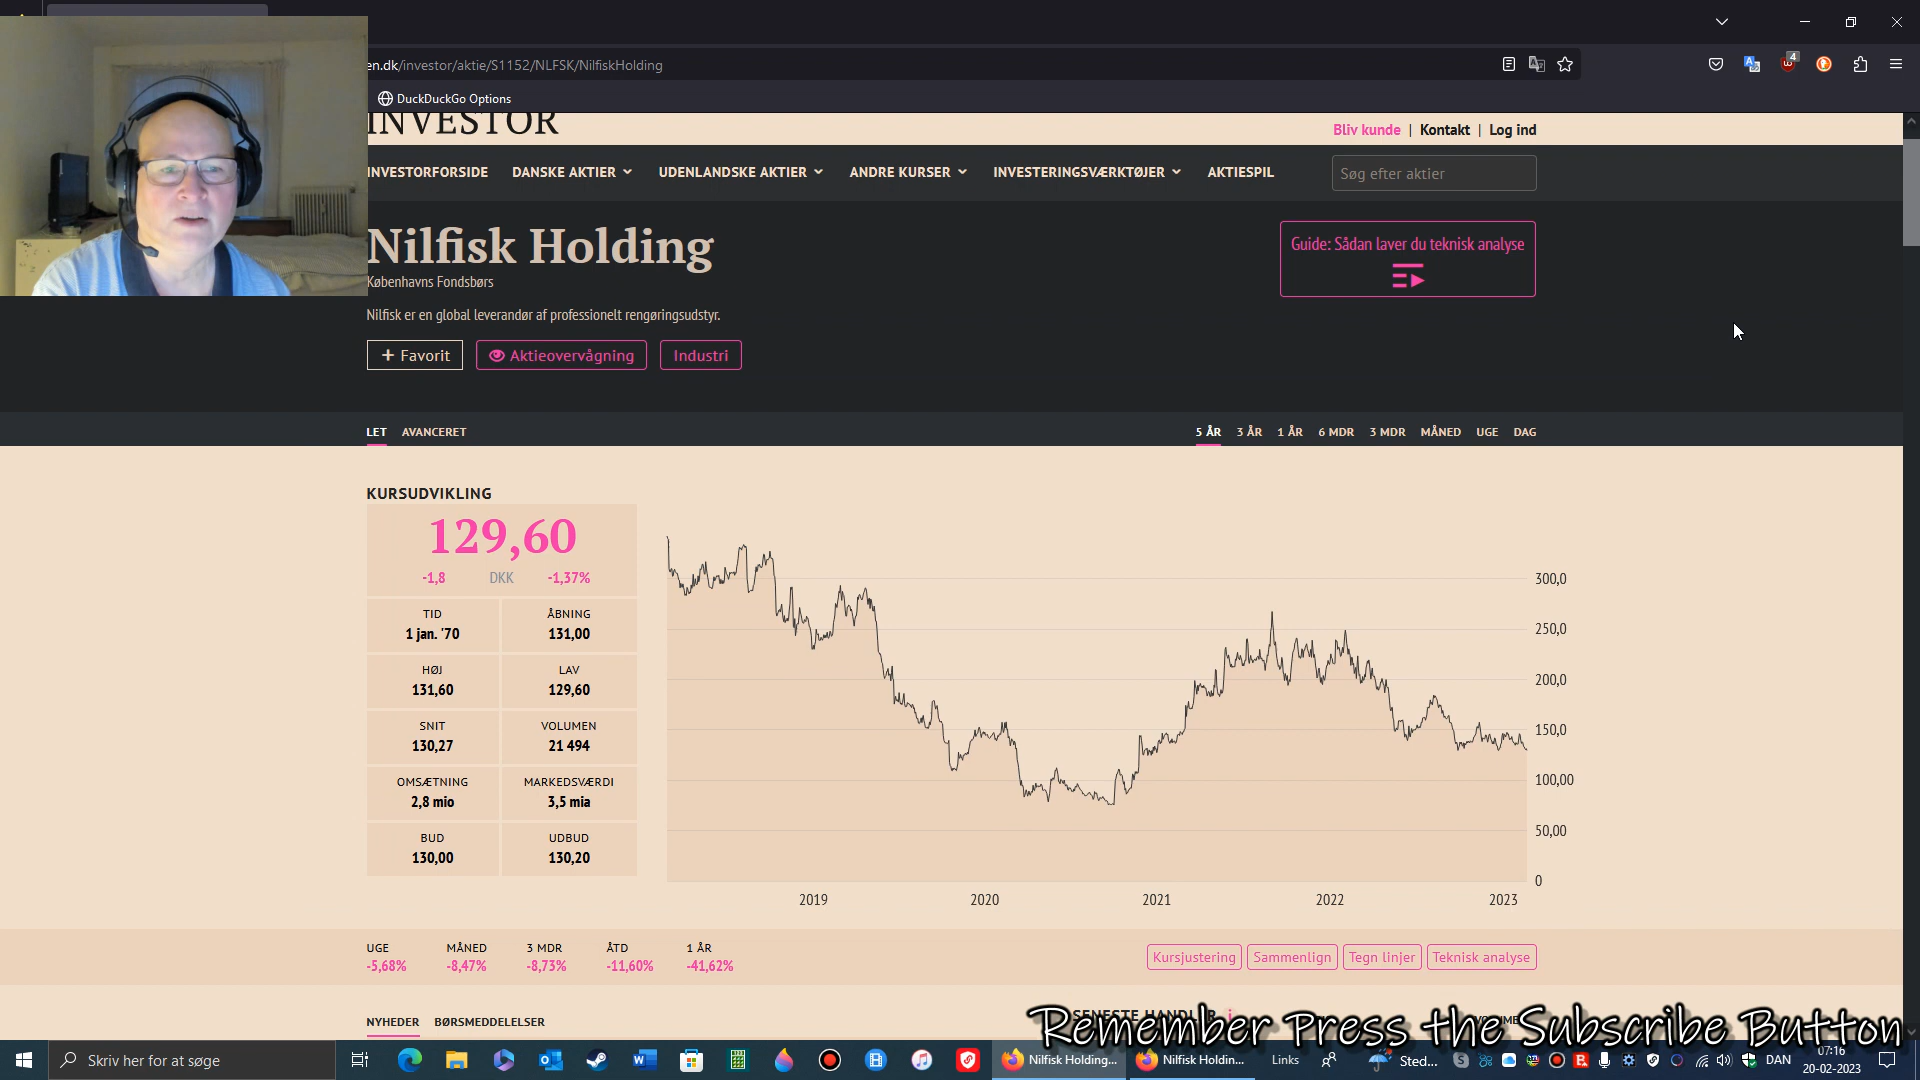 en.dk/investor/aktie/S1152/NLFSK/NilfiskHolding
4
DuckDuckGo Options
INVESTOR
Bliv kunde | Kontakt | Log ind
INVESTORFORSIDE DANSKE AKTIER UDENLANDSKE AKTIER ANDRE KURSER INVESTERINGSVÆRKTØJER AKTIESPIL
Søg efter aktier
Nilfisk Holding
Københavns Fondsbørs
Guide: Sådan laver du teknisk analyse
Nilfisk er en global leverandør af professionelt rengøringsudstyr.
+ Favorit Aktieovervågning Industri
LET AVANCERET
5 ÅR 3 ÅR 1 ÅR 6 MDR 3 MDR MÅNED UGE DAG
KURSUDVIKLING
129,60
-1,8 DKK -1,37%
TID ÅBNING
1 jan. '70 131,00
HØJ LAV
131,60 129,60
SNIT VOLUMEN
130,27 21 494
OMSÆTNING MARKEDSVÆRDI
2,8 mio 3,5 mia
BUD UDBUD
130,00 130,20
300,0
250,0
200,0
150,0
100,00
50,00
0
2019 2020 2021 2022 2023
UGE MÅNED 3 MDR ÅTD 1 ÅR
-5,68% -8,47% -8,73% -11,60% -41,62%
Kursjustering Sammenlign Tegn linjer Teknisk analyse
NYHEDER BØRSMEDDELELSER
Remember Press the Subscribe Button
Skriv her for at søge
Nilfisk Holding... Nilfisk Holdin... Links Sted... DAN
07:16
20-02-2023